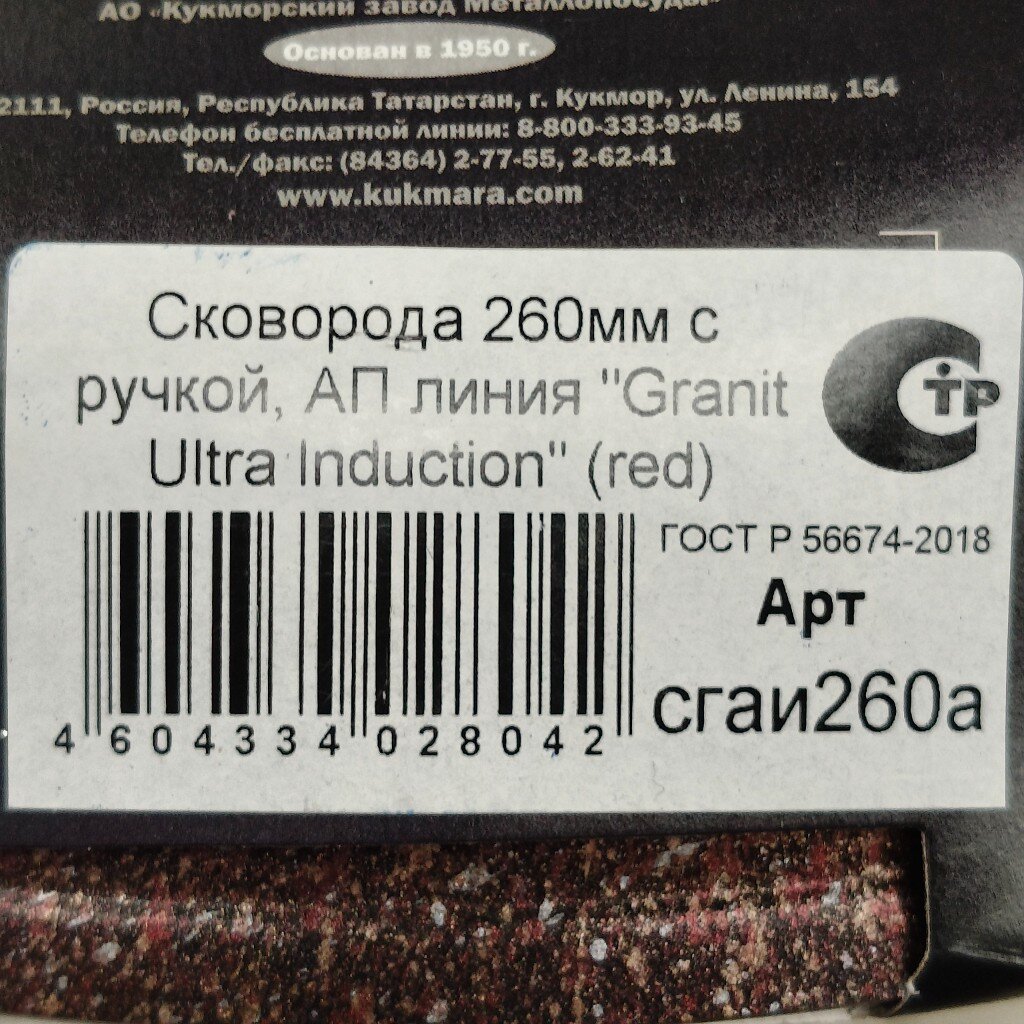 АО «Кукморский завод Металлопосуды»
Основан в 1950 г.
2111, Россия, Республика Татарстан, г. Кукмор, ул. Ленина, 154
Телефон бесплатной линии: 8-800-333-93-45
Тел./факс: (84364) 2-77-55, 2-62-41
www.kukmara.com
Сковорода 260мм с
ручкой, АП линия "Granit
Ultra Induction" (red)
СТР
ГОСТ Р 56674-2018
Арт
сгаи260а
4 604334 028042